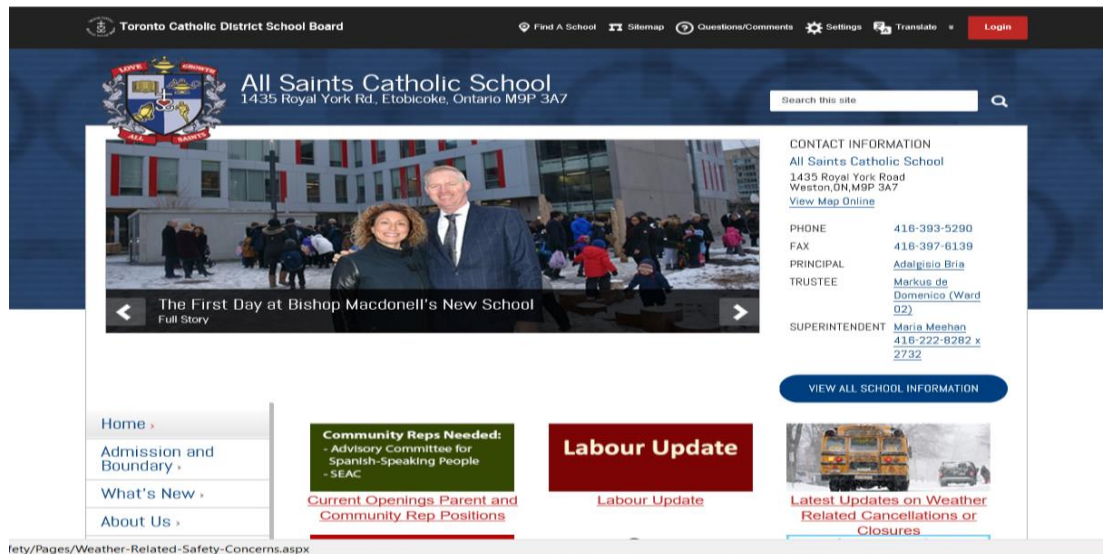 Toronto Catholic District School Board
Find A School Sitemap Questions/Comments Settings Translate Login
LOVE GROWTH
ALL SAINTS
All Saints Catholic School
1435 Royal York Rd., Etobicoke, Ontario M9P 3A7
Search this site
The First Day at Bishop Macdonell's New School
Full Story
CONTACT INFORMATION
All Saints Catholic School
1435 Royal York Road
Weston,ON,M9P 3A7
View Map Online
PHONE 416-393-5290
FAX 416-397-6139
PRINCIPAL Adalgisio Bria
TRUSTEE Markus de
Domenico (Ward
02)
SUPERINTENDENT Maria Meehan
416-222-8282 x
2732
VIEW ALL SCHOOL INFORMATION
Home ›
Admission and
Boundary ›
What's New ›
About Us ›
Community Reps Needed:
- Advisory Committee for
Spanish-Speaking People
- SEAC
Current Openings Parent and
Community Rep Positions
Labour Update
Labour Update
Latest Updates on Weather
Related Cancellations or
Closures
fety/Pages/Weather-Related-Safety-Concerns.aspx